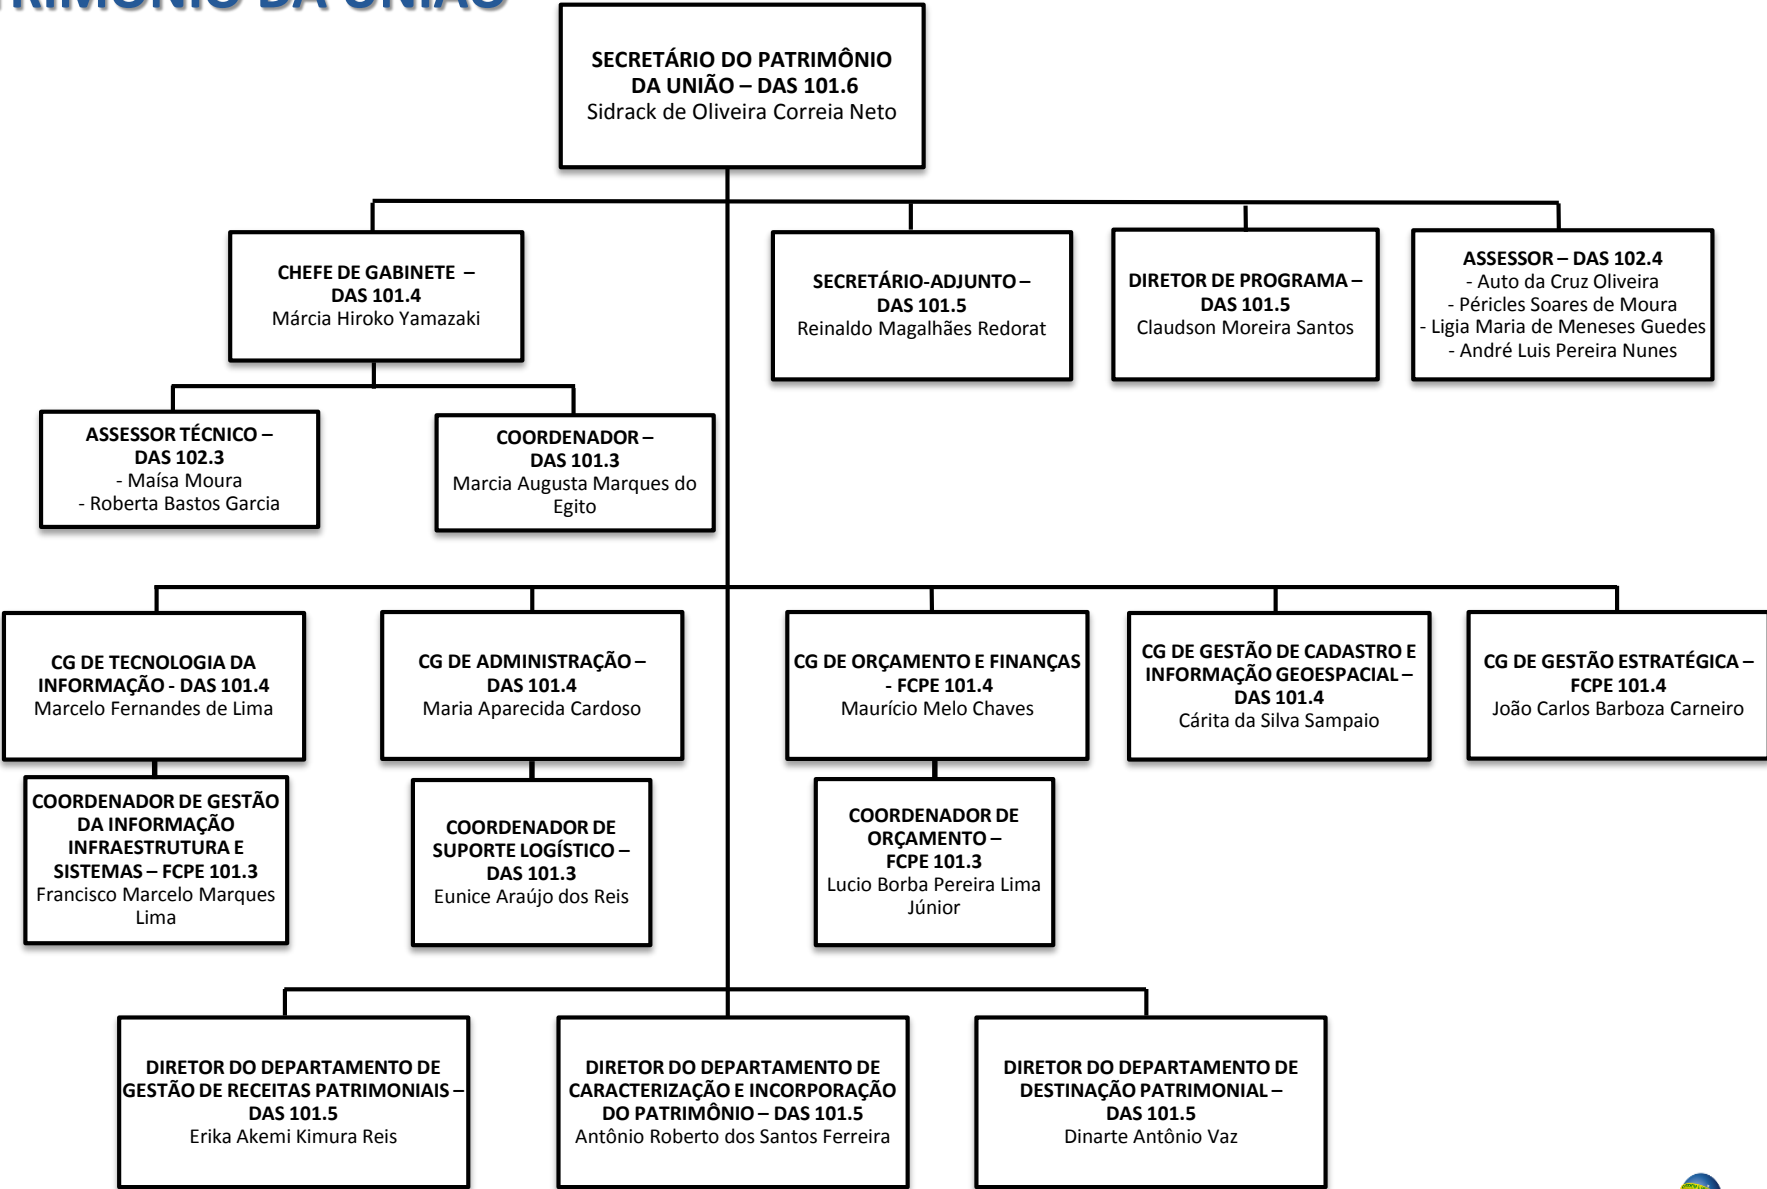 SECRETÁRIO DO PATRIMÔNIO
DA UNIÃO – DAS 101.6
Sidrack de Oliveira Correia Neto
CHEFE DE GABINETE –
DAS 101.4
Márcia Hiroko Yamazaki
SECRETÁRIO-ADJUNTO –
DAS 101.5
Reinaldo Magalhães Redorat
DIRETOR DE PROGRAMA –
DAS 101.5
Claudson Moreira Santos
ASSESSOR – DAS 102.4
- Auto da Cruz Oliveira
- Péricles Soares de Moura
- Ligia Maria de Meneses Guedes
- André Luis Pereira Nunes
ASSESSOR TÉCNICO –
DAS 102.3
- Maísa Moura
- Roberta Bastos Garcia
COORDENADOR –
DAS 101.3
Marcia Augusta Marques do
Egito
CG DE TECNOLOGIA DA
INFORMAÇÃO - DAS 101.4
Marcelo Fernandes de Lima
CG DE ADMINISTRAÇÃO –
DAS 101.4
Maria Aparecida Cardoso
CG DE ORÇAMENTO E FINANÇAS
- FCPE 101.4
Maurício Melo Chaves
CG DE GESTÃO DE CADASTRO E
INFORMAÇÃO GEOESPACIAL –
DAS 101.4
Cárita da Silva Sampaio
CG DE GESTÃO ESTRATÉGICA –
FCPE 101.4
João Carlos Barboza Carneiro
COORDENADOR DE GESTÃO
DA INFORMAÇÃO
INFRAESTRUTURA E
SISTEMAS – FCPE 101.3
Francisco Marcelo Marques
Lima
COORDENADOR DE
SUPORTE LOGÍSTICO –
DAS 101.3
Eunice Araújo dos Reis
COORDENADOR DE
ORÇAMENTO –
FCPE 101.3
Lucio Borba Pereira Lima
Júnior
DIRETOR DO DEPARTAMENTO DE
GESTÃO DE RECEITAS PATRIMONIAIS –
DAS 101.5
Erika Akemi Kimura Reis
DIRETOR DO DEPARTAMENTO DE
CARACTERIZAÇÃO E INCORPORAÇÃO
DO PATRIMÔNIO – DAS 101.5
Antônio Roberto dos Santos Ferreira
DIRETOR DO DEPARTAMENTO DE
DESTINAÇÃO PATRIMONIAL –
DAS 101.5
Dinarte Antônio Vaz